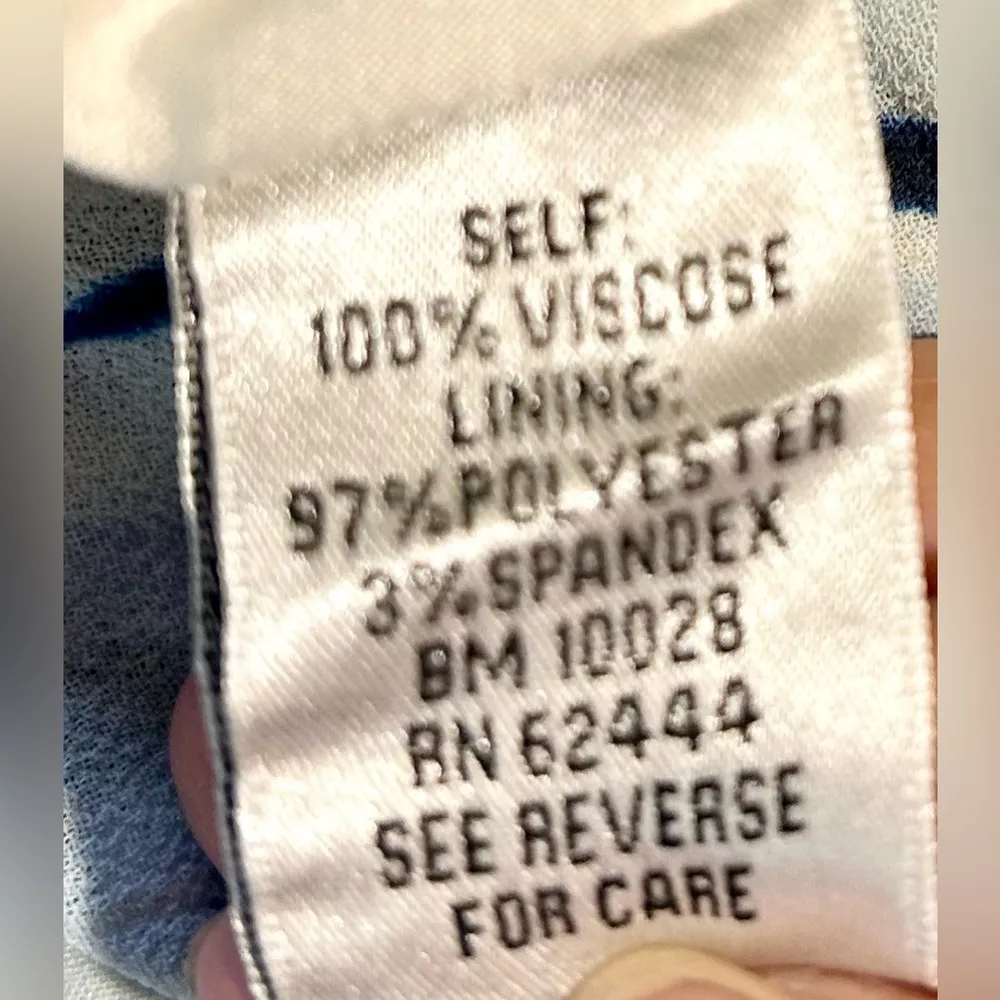 SELF:
100% VISCOSE
LINING:
97%POLYESTER
3%SPANDEX
BM 10028
RN 62444
SEE REVERSE
FOR CARE